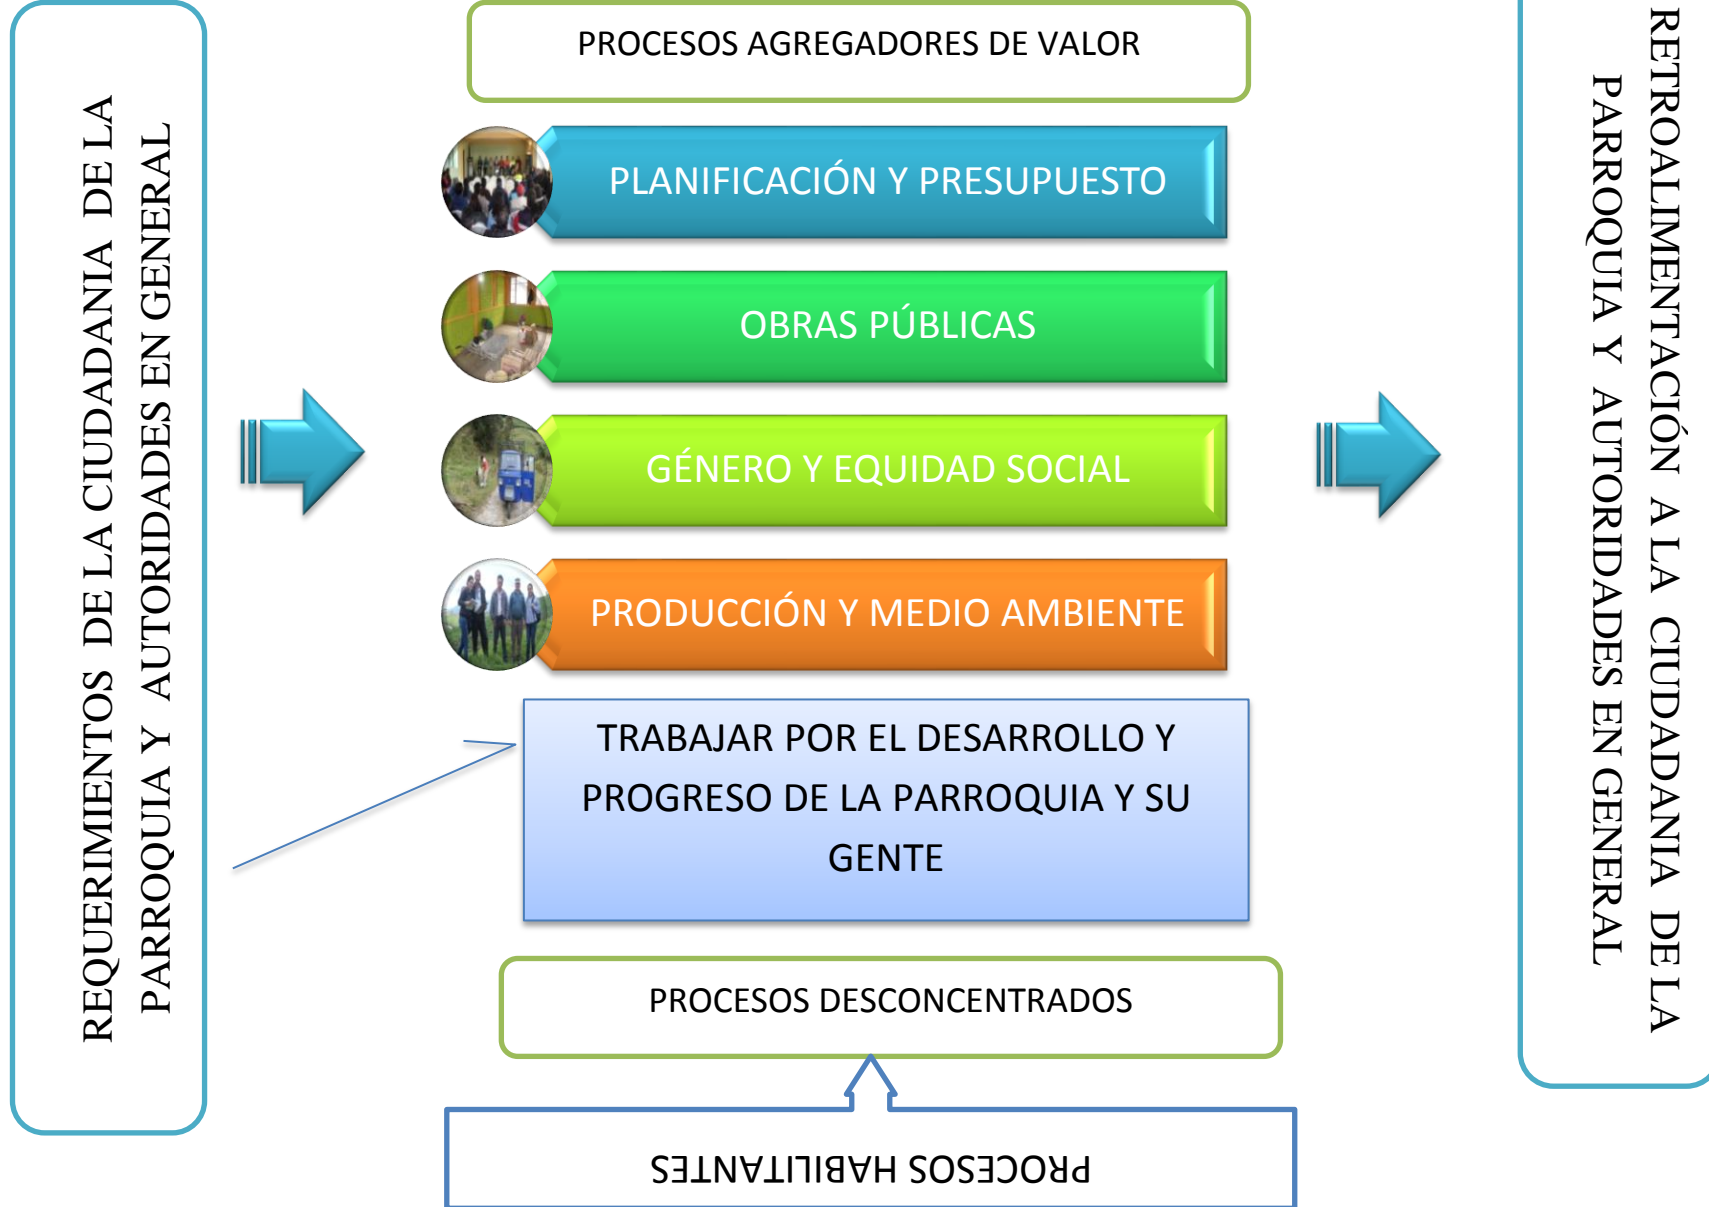 REQUERIMIENTOS DE LA CIUDADANIA DE LA
PARROQUIA Y AUTORIDADES EN GENERAL
PROCESOS AGREGADORES DE VALOR
PLANIFICACIÓN Y PRESUPUESTO
OBRAS PÚBLICAS
GÉNERO Y EQUIDAD SOCIAL
PRODUCCIÓN Y MEDIO AMBIENTE
TRABAJAR POR EL DESARROLLO Y
PROGRESO DE LA PARROQUIA Y SU
GENTE
PROCESOS DESCONCENTRADOS
PROCESOS HABILITANTES
RETROALIMENTACIÓN A LA CIUDADANIA DE LA
PARROQUIA Y AUTORIDADES EN GENERAL